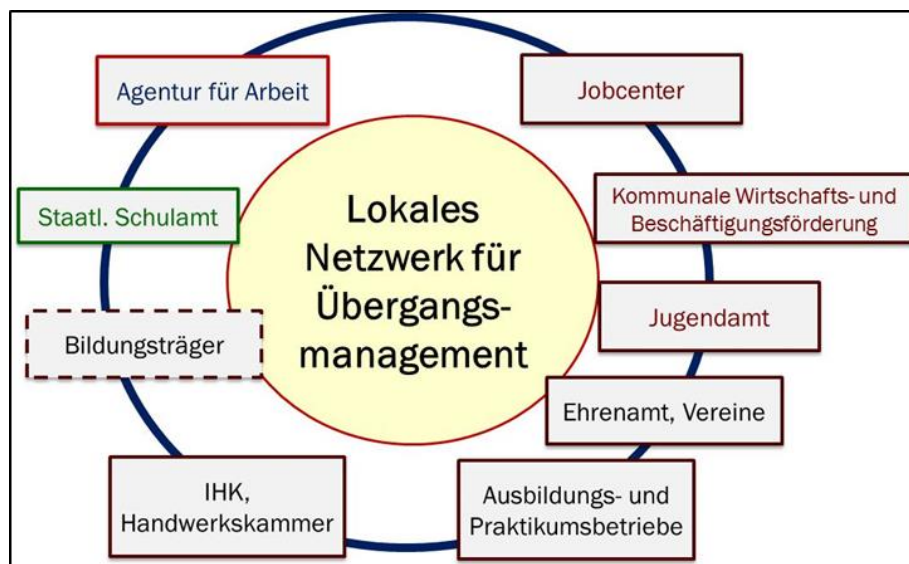 Agentur für Arbeit
Jobcenter
Staatl. Schulamt
Kommunale Wirtschafts- und
Beschäftigungsförderung
Lokales
Netzwerk für
Übergangs-
management
Bildungsträger
Jugendamt
Ehrenamt, Vereine
IHK,
Handwerkskammer
Ausbildungs- und
Praktikumsbetriebe